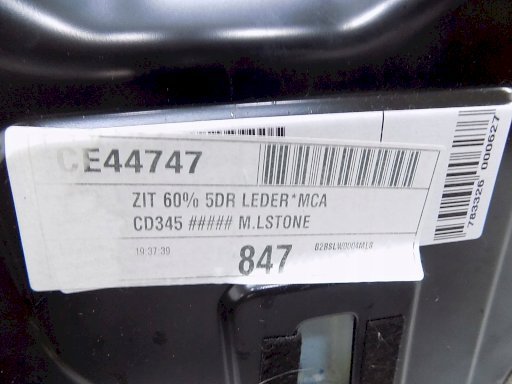 CE44747
ZIT 60% 5DR LEDER*MCA
CD345 ##### M.LSTONE
19:37:39
847
783326 000627